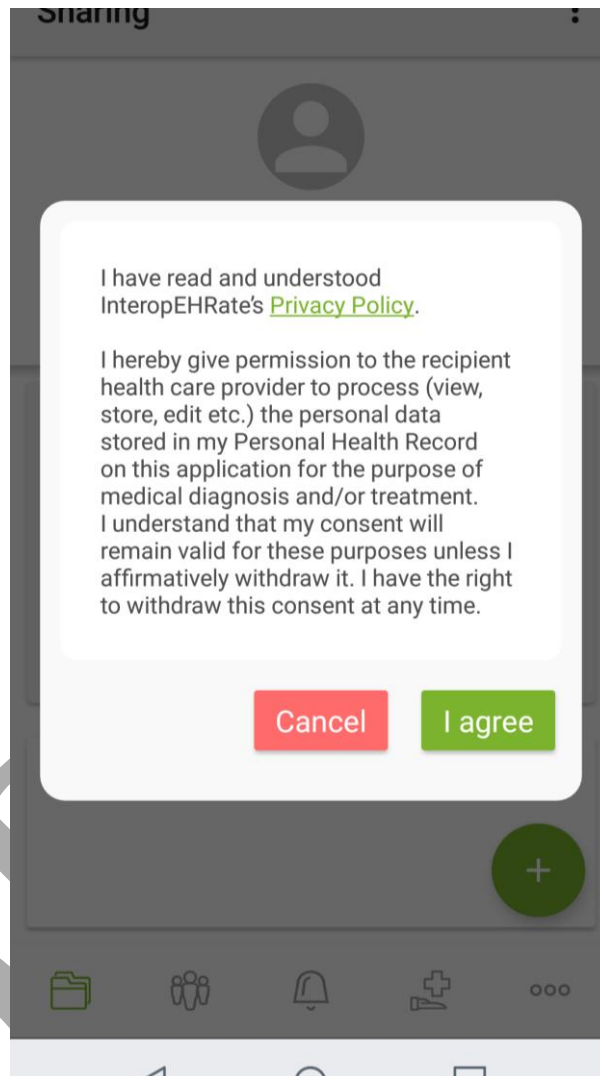 Sharing
I have read and understood
InteropEHRate's Privacy Policy.
I hereby give permission to the recipient
health care provider to process (view,
store, edit etc.) the personal data
stored in my Personal Health Record
on this application for the purpose of
medical diagnosis and/or treatment.
I understand that my consent will
remain valid for these purposes unless I
affirmatively withdraw it. I have the right
to withdraw this consent at any time.
Cancel I agree
+